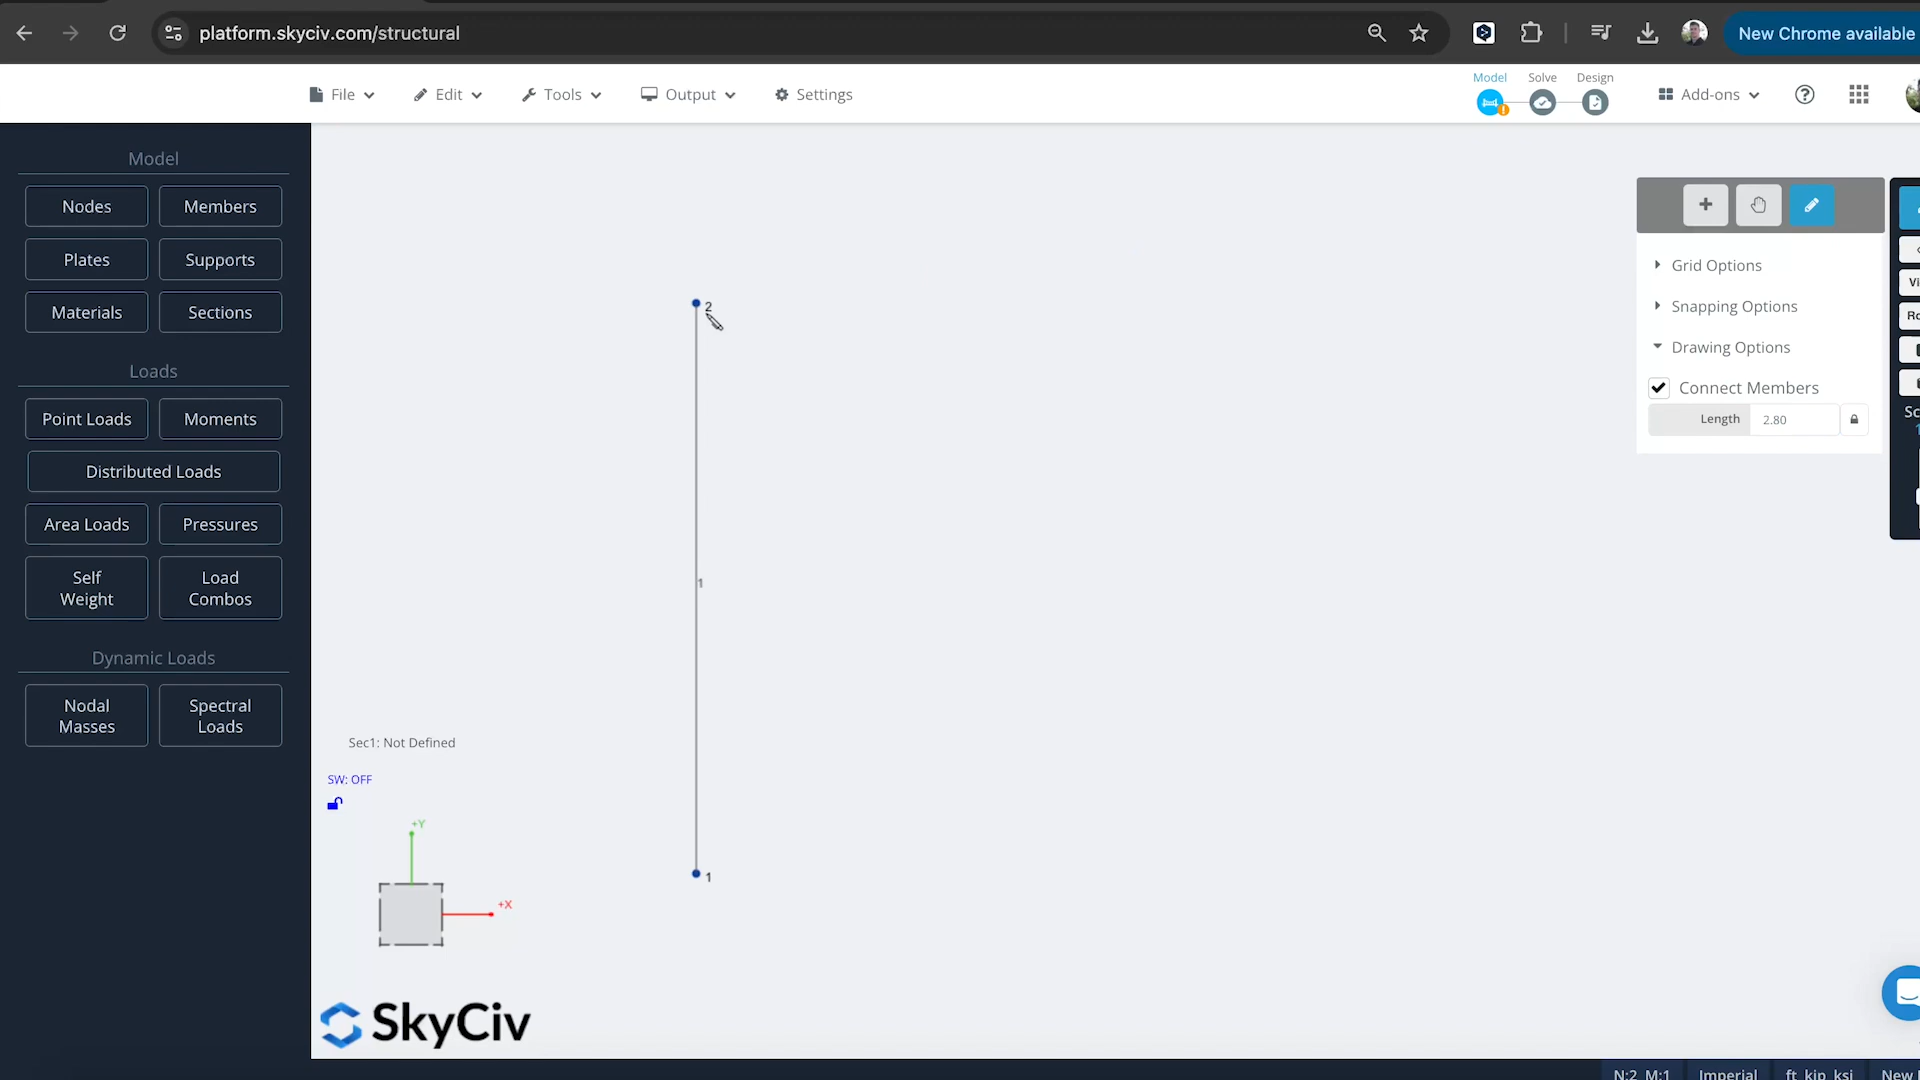 platform.skyciv.com/structural
New Chrome available
File
Edit
Tools
Output
Settings
Model
Solve
Design
Add-ons
Model
Nodes
Members
Plates
Supports
Materials
Sections
Loads
Point Loads
Moments
Distributed Loads
Area Loads
Pressures
Self
Weight
Load
Combos
Dynamic Loads
Nodal
Masses
Spectral
Loads
2
1
1
Sec1: Not Defined
SW: OFF
+Y
+X
SkyCiv
Grid Options
Snapping Options
Drawing Options
Connect Members
Length 2.80
N:2 M:1
Imperial
ft, kip, ksi
New